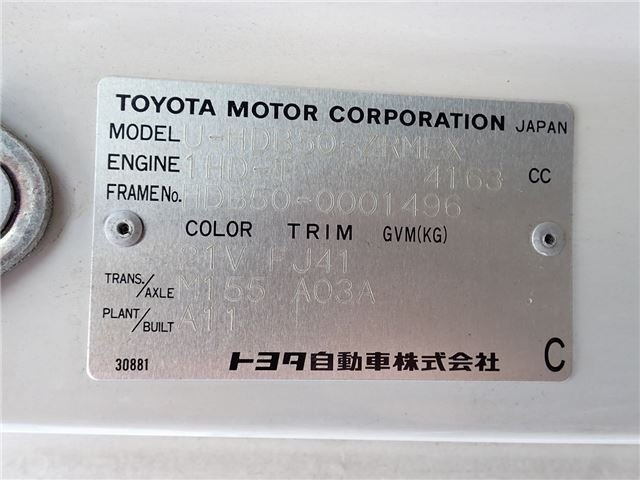 TOYOTA MOTOR CORPORATION JAPAN
MODEL U-HDB50-ZRMEX
ENGINE 1HD-T 4163 CC
FRAME No. HDB50-0001496
COLOR TRIM GVM(KG)
21V FJ41
TRANS./AXLE M155 A03A
PLANT/BUILT A11
30881 トヨタ自動車株式会社 C